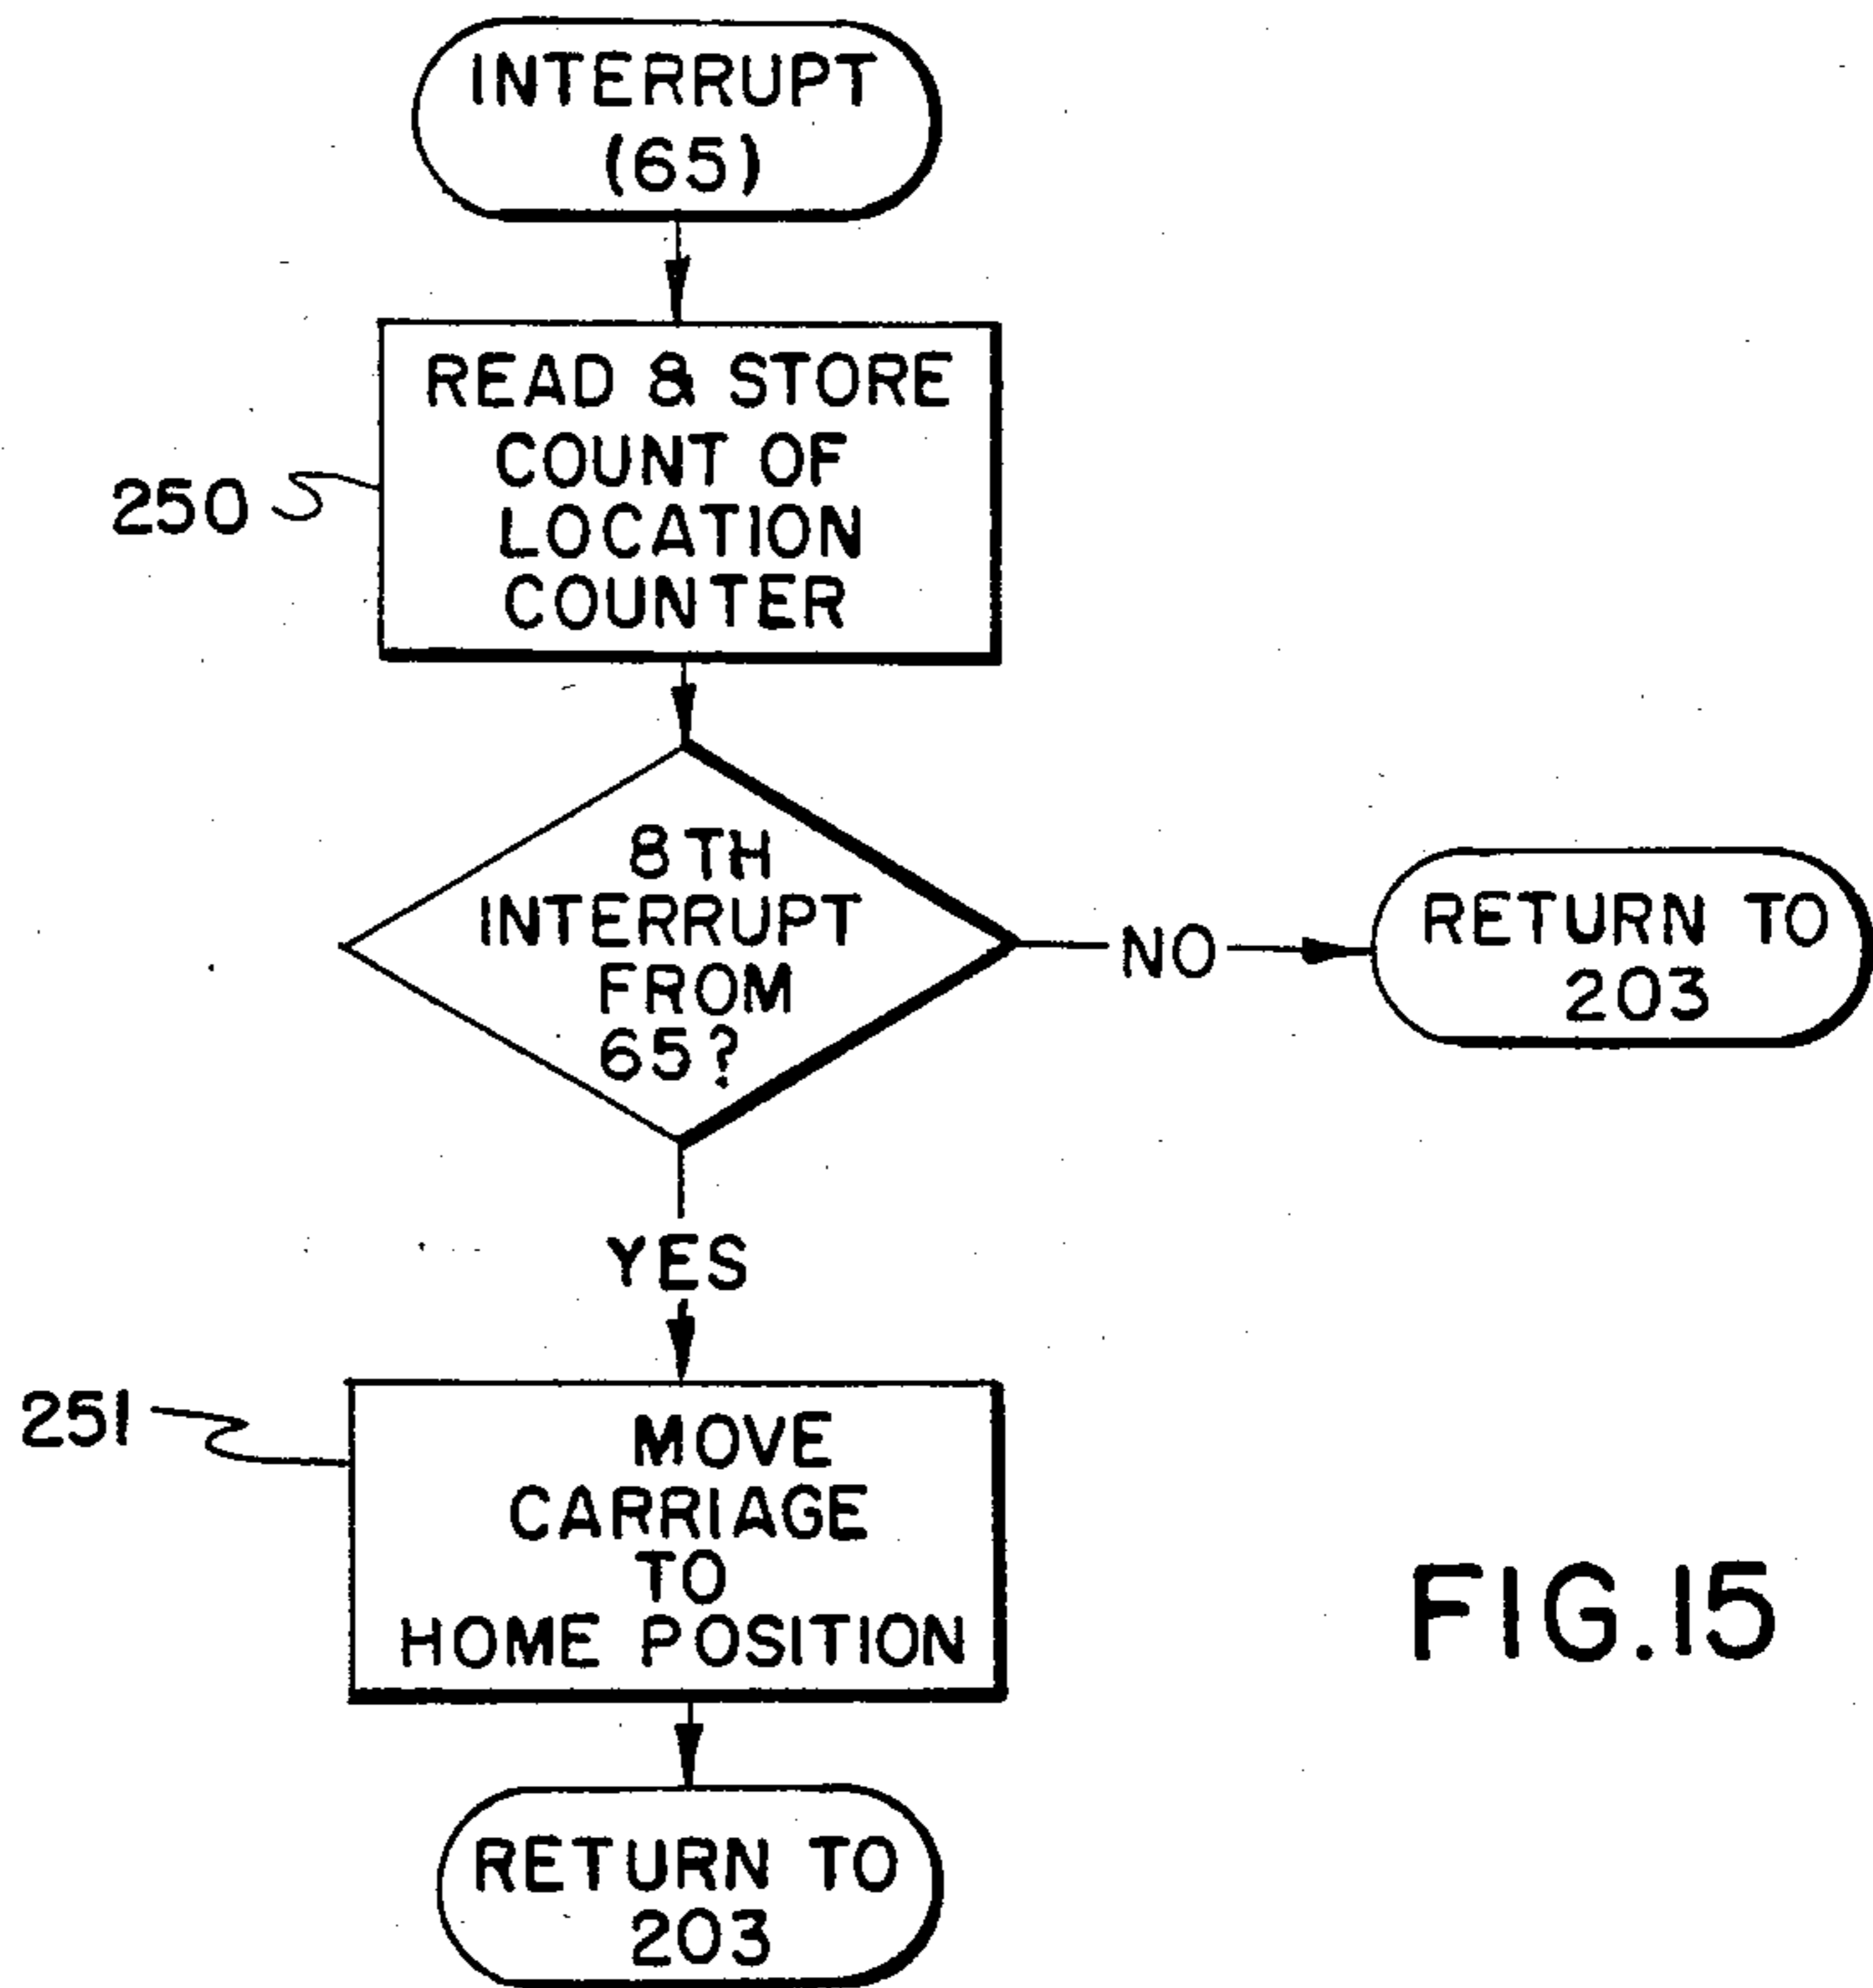 INTERRUPT
(65)
READ & STORE
COUNT OF
LOCATION
COUNTER
250
8TH
INTERRUPT
FROM
65?
NO
RETURN TO
203
YES
251
MOVE
CARRIAGE
TO
HOME POSITION
RETURN TO
203
FIG.15